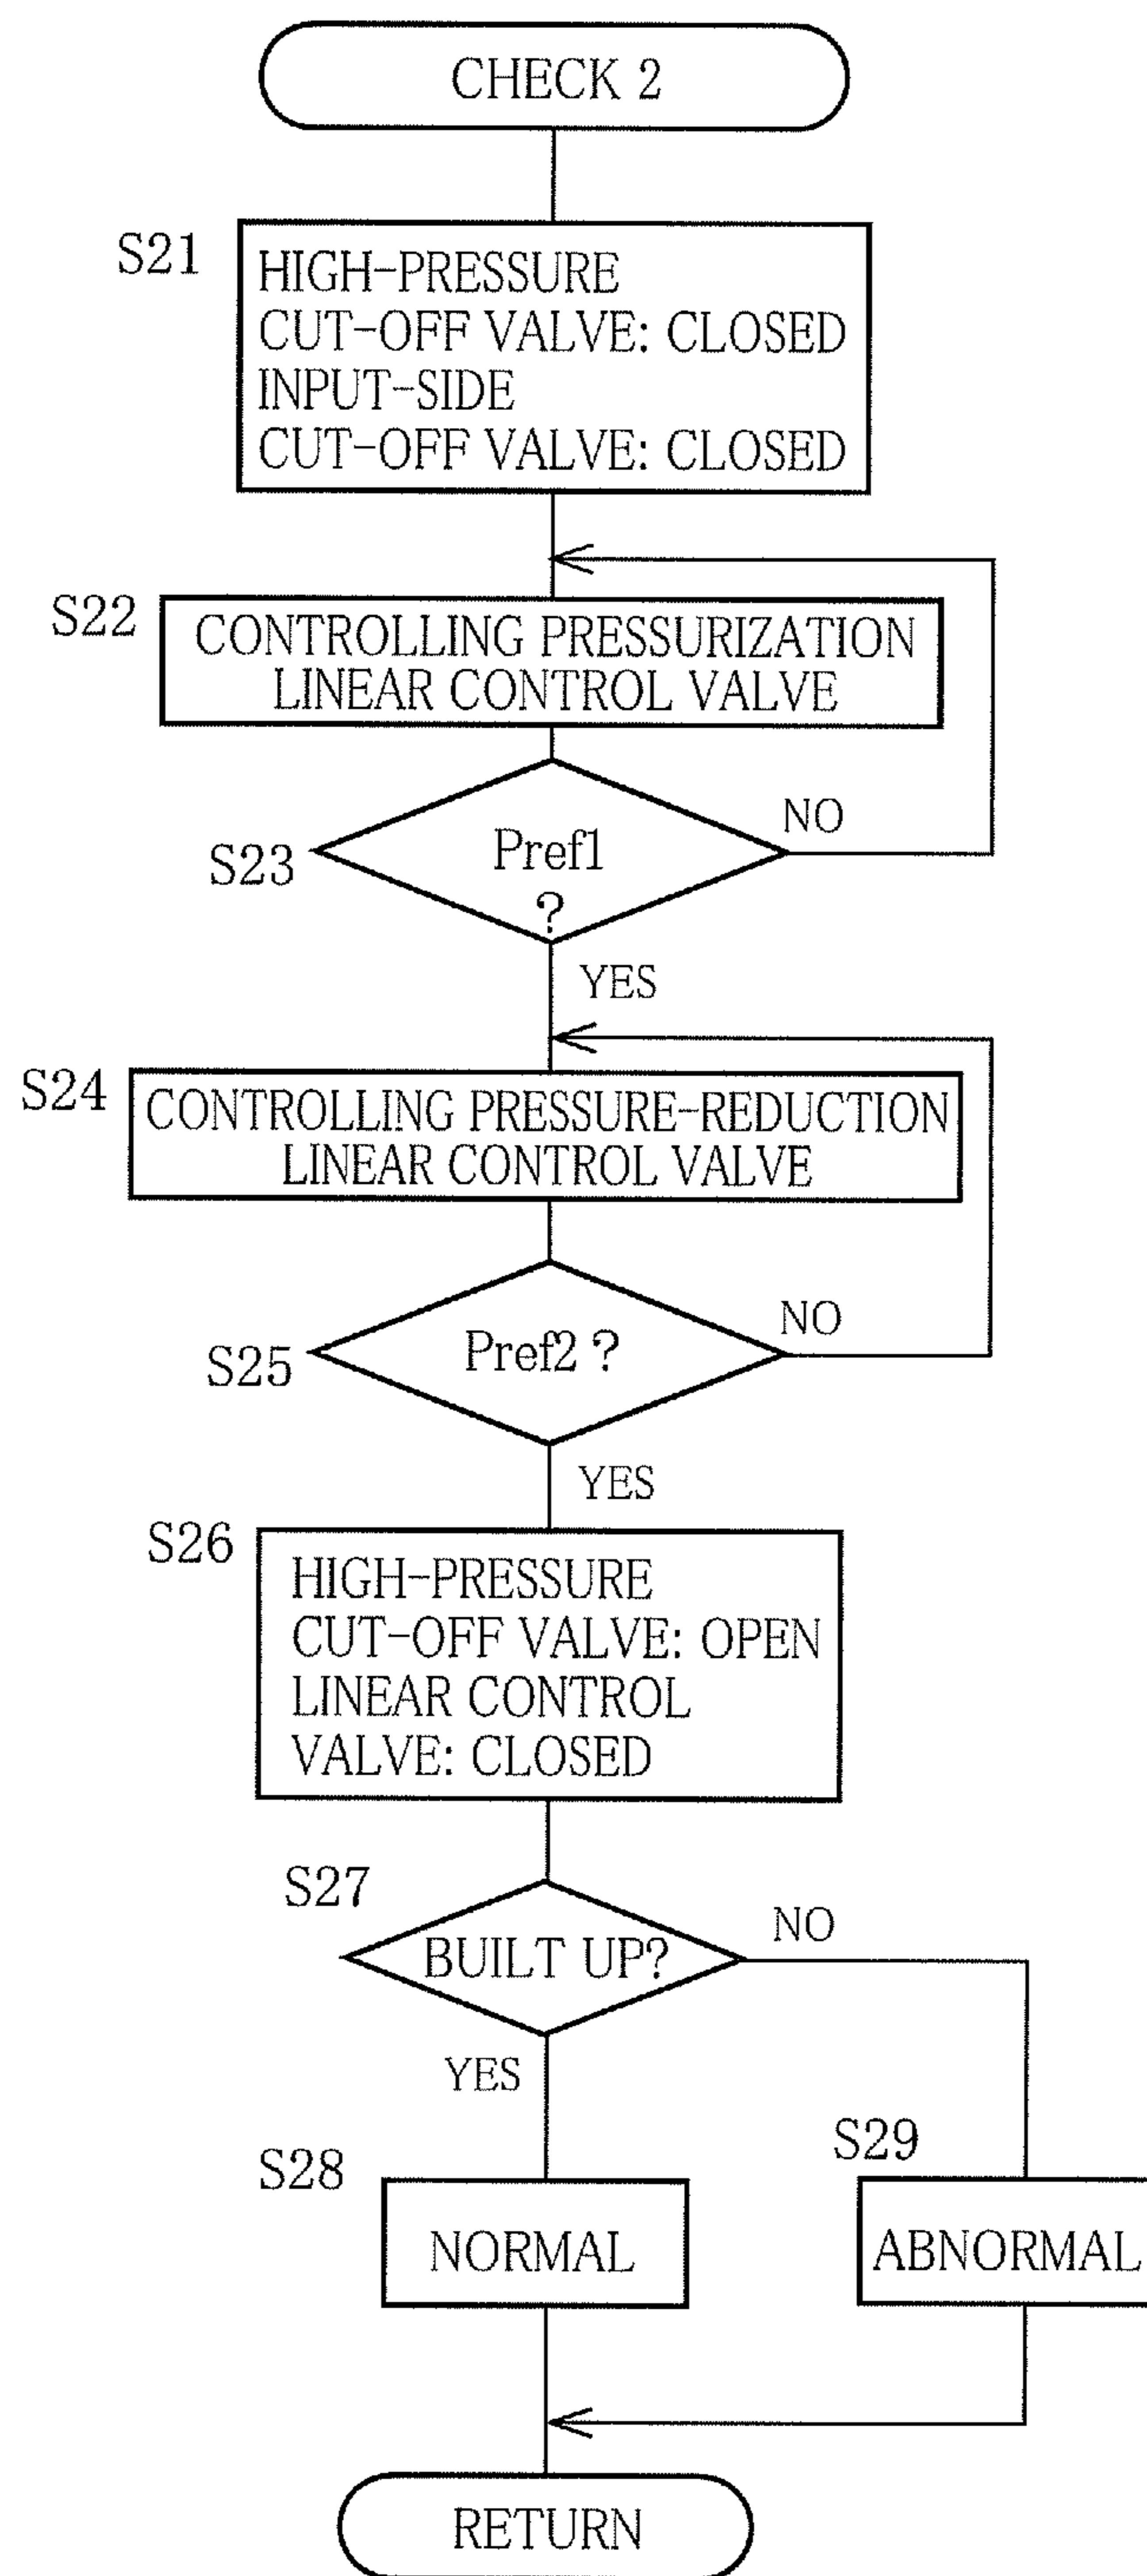 CHECK 2
S21
HIGH-PRESSURE
CUT-OFF VALVE: CLOSED
INPUT-SIDE
CUT-OFF VALVE: CLOSED
S22
CONTROLLING PRESSURIZATION
LINEAR CONTROL VALVE
S23
Pref1
?
NO
YES
S24
CONTROLLING PRESSURE-REDUCTION
LINEAR CONTROL VALVE
S25
Pref2 ?
NO
YES
S26
HIGH-PRESSURE
CUT-OFF VALVE: OPEN
LINEAR CONTROL
VALVE: CLOSED
S27
BUILT UP?
NO
YES
S28
NORMAL
S29
ABNORMAL
RETURN